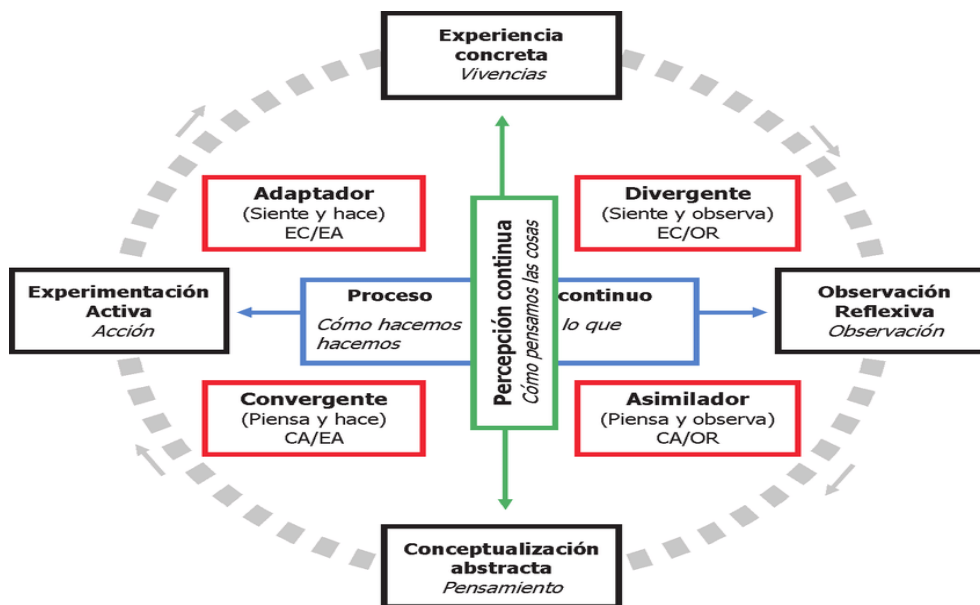 Experiencia
concreta
Vivencias
Adaptador
(Siente y hace)
EC/EA
Divergente
(Siente y observa)
EC/OR
Percepción continua
Cómo pensamos las cosas
Experimentación
Activa
Acción
Proceso continuo
Cómo hacemos lo que
hacemos
Observación
Reflexiva
Observación
Convergente
(Piensa y hace)
CA/EA
Asimilador
(Piensa y observa)
CA/OR
Conceptualización
abstracta
Pensamiento